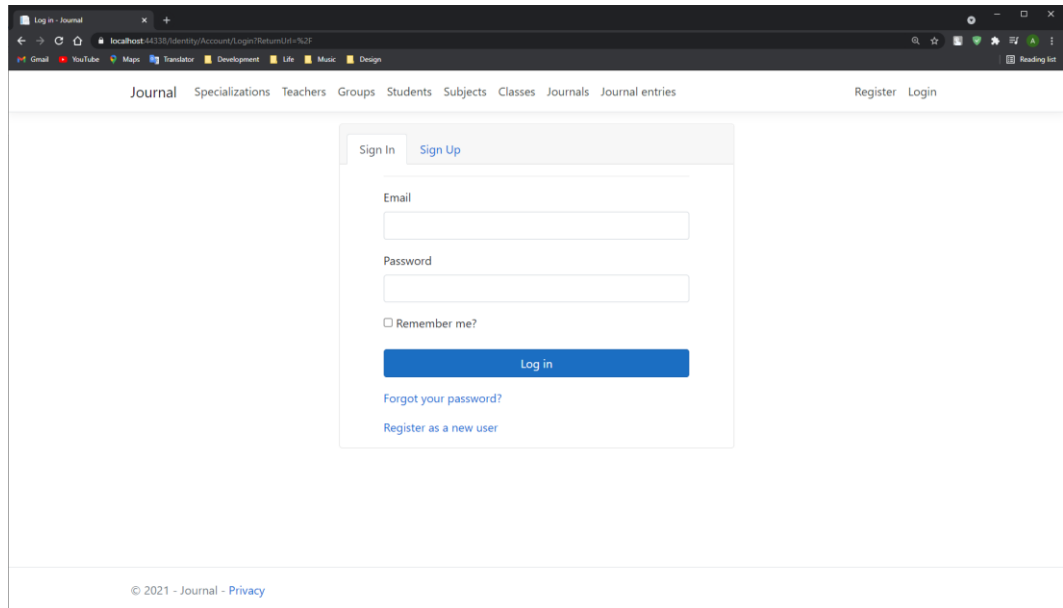 Log in - Journal
localhost:44338/Identity/Account/Login?ReturnUrl=%2F
Gmail YouTube Maps Translator Development Life Music Design Reading list
Journal Specializations Teachers Groups Students Subjects Classes Journals Journal entries Register Login
Sign In Sign Up
Email
Password
Remember me?
Log in
Forgot your password?
Register as a new user
© 2021 - Journal - Privacy